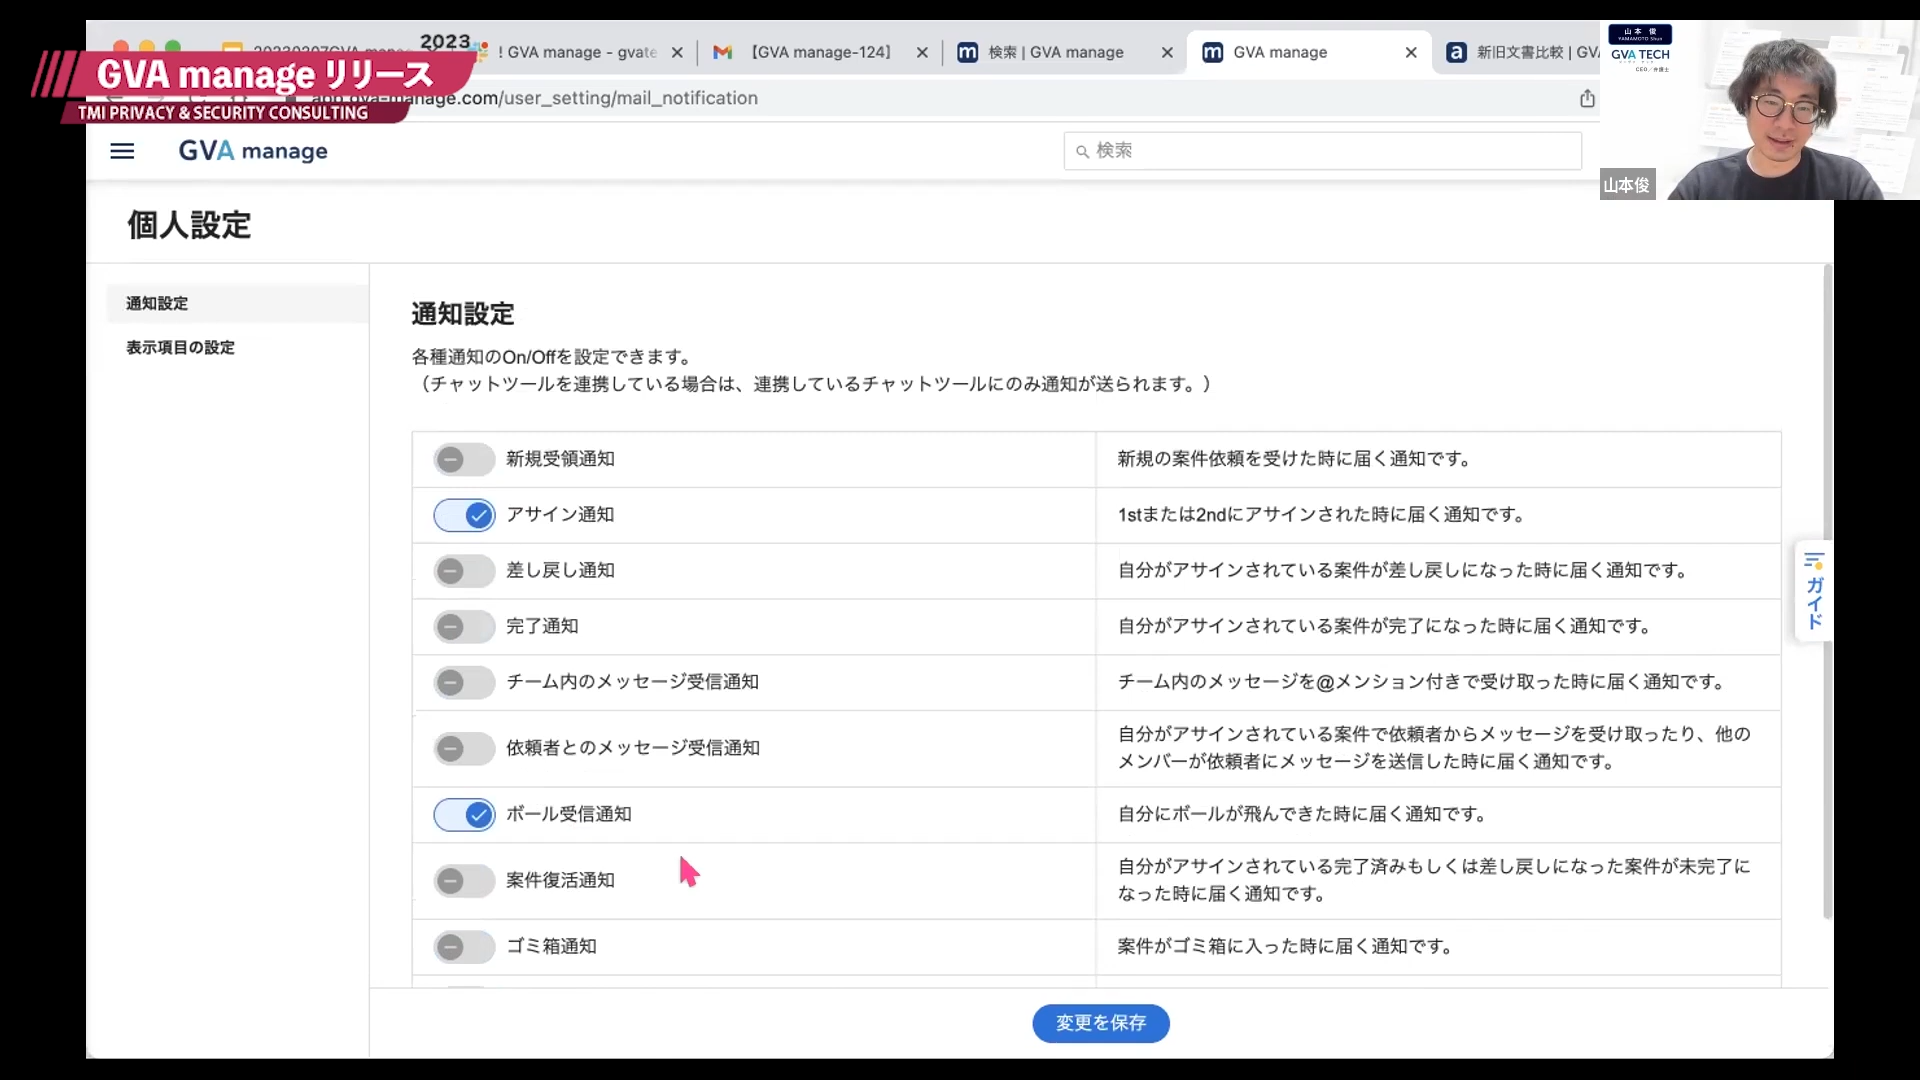 2023
! GVA manage - gvate
【GVA manage-124】
検索 | GVA manage
GVA manage
新旧文書比較 | GV
GVA manage リリース
TMI PRIVACY & SECURITY CONSULTING
app.gva-manage.com/user_setting/mail_notification
山本 俊
YAMAMOTO Shun
GVA TECH
CEO／弁護士
山本俊
GVA manage
検索
個人設定
通知設定
表示項目の設定
通知設定
各種通知のOn/Offを設定できます。
（チャットツールを連携している場合は、連携しているチャットツールにのみ通知が送られます。）
新規受領通知
新規の案件依頼を受けた時に届く通知です。
アサイン通知
1stまたは2ndにアサインされた時に届く通知です。
差し戻し通知
自分がアサインされている案件が差し戻しになった時に届く通知です。
完了通知
自分がアサインされている案件が完了になった時に届く通知です。
チーム内のメッセージ受信通知
チーム内のメッセージを@メンション付きで受け取った時に届く通知です。
依頼者とのメッセージ受信通知
自分がアサインされている案件で依頼者からメッセージを受け取ったり、他の
メンバーが依頼者にメッセージを送信した時に届く通知です。
ボール受信通知
自分にボールが飛んできた時に届く通知です。
案件復活通知
自分がアサインされている完了済みもしくは差し戻しになった案件が未完了に
なった時に届く通知です。
ゴミ箱通知
案件がゴミ箱に入った時に届く通知です。
ガイド
変更を保存